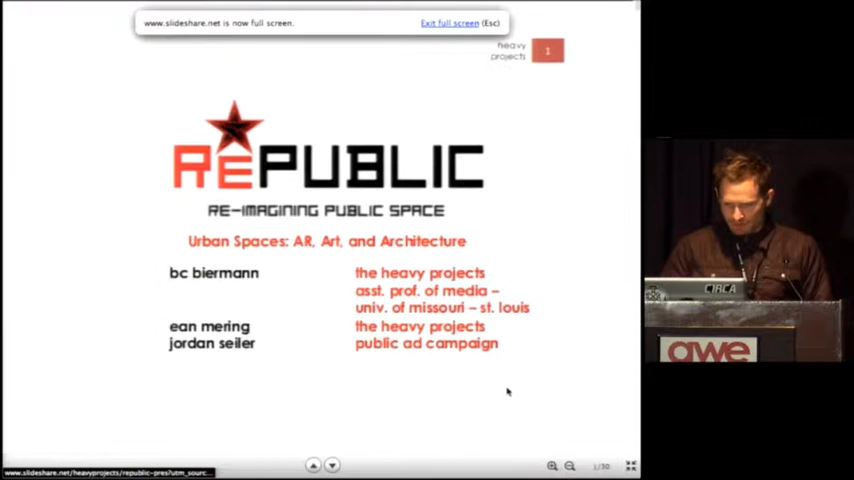 www.slideshare.net is now full screen. Exit full screen (Esc)
heavy
projects
1
REPUBLIC
RE-IMAGINING PUBLIC SPACE
Urban Spaces: AR, Art, and Architecture
bc biermann the heavy projects
asst. prof. of media –
univ. of missouri – st. louis
ean mering the heavy projects
jordan seiler public ad campaign
1/30
www.slideshare.net/heavyprojects/republic-pres?utm_sourc...
CIRCA
awe